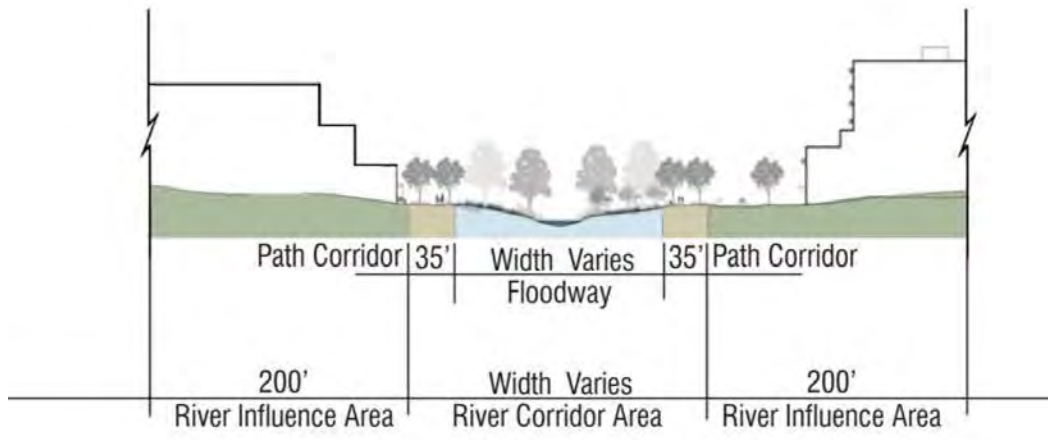 Path Corridor 35' Width Varies 35' Path Corridor
Floodway
200' Width Varies 200'
River Influence Area River Corridor Area River Influence Area